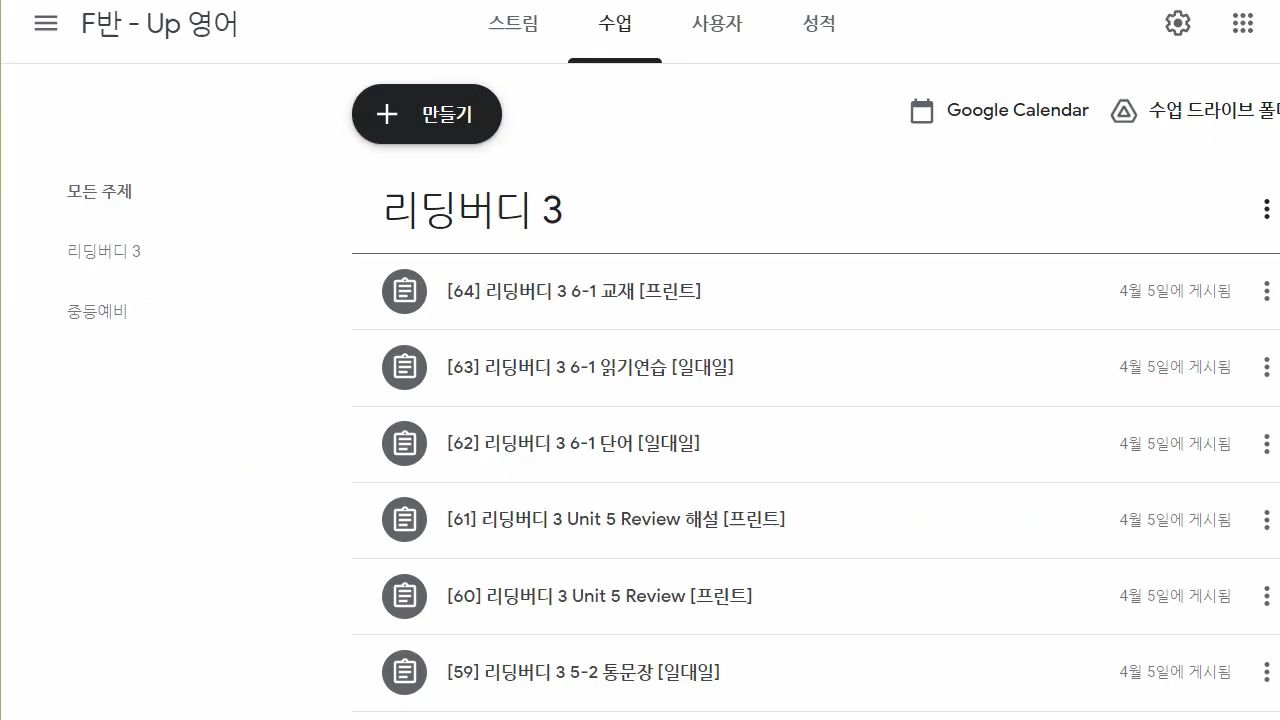 F반 - Up 영어
스트림
수업
사용자
성적
만들기
Google Calendar
수업 드라이브
모든 주제
리딩버디 3
중등예비
리딩버디 3
[64] 리딩버디 3 6-1 교재 [프린트]
4월 5일에 게시됨
[63] 리딩버디 3 6-1 읽기연습 [일대일]
4월 5일에 게시됨
[62] 리딩버디 3 6-1 단어 [일대일]
4월 5일에 게시됨
[61] 리딩버디 3 Unit 5 Review 해설 [프린트]
4월 5일에 게시됨
[60] 리딩버디 3 Unit 5 Review [프린트]
4월 5일에 게시됨
[59] 리딩버디 3 5-2 통문장 [일대일]
4월 5일에 게시됨